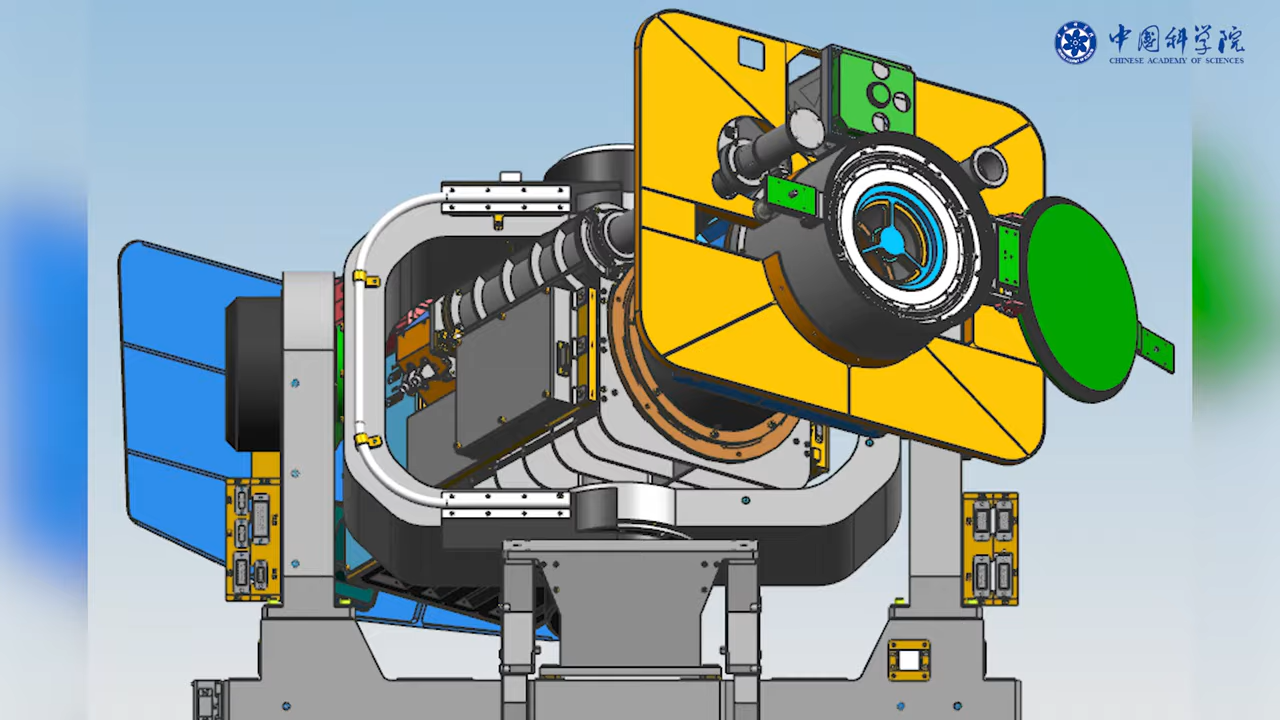 中国科学院
CHINESE ACADEMY OF SCIENCES